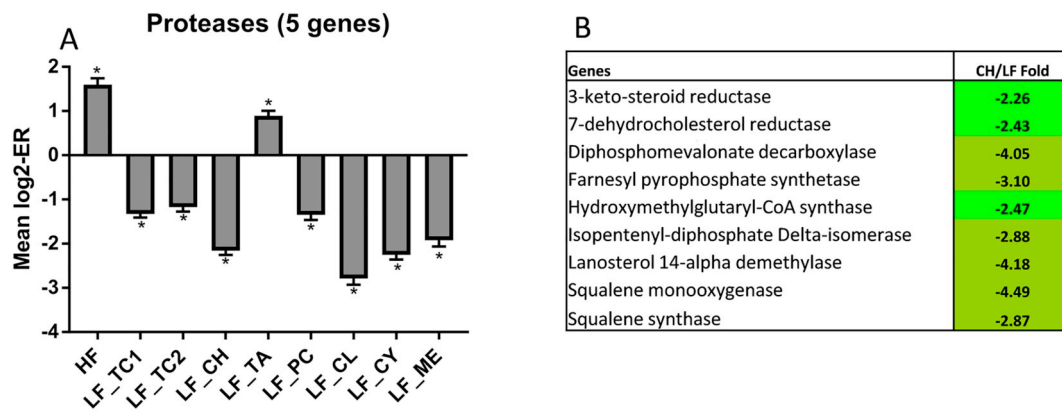 A
Proteases (5 genes)
Mean log2-ER
2
1
0
-1
-2
-3
-4
*
*
*
*
*
*
*
*
*
HF
LF_TC1
LF_TC2
LF_CH
LF_TA
LF_PC
LF_CL
LF_CY
LF_ME
B
Genes CH/LF Fold
3-keto-steroid reductase -2.26
7-dehydrocholesterol reductase -2.43
Diphosphomevalonate decarboxylase -4.05
Farnesyl pyrophosphate synthetase -3.10
Hydroxymethylglutaryl-CoA synthase -2.47
Isopentenyl-diphosphate Delta-isomerase -2.88
Lanosterol 14-alpha demethylase -4.18
Squalene monooxygenase -4.49
Squalene synthase -2.87